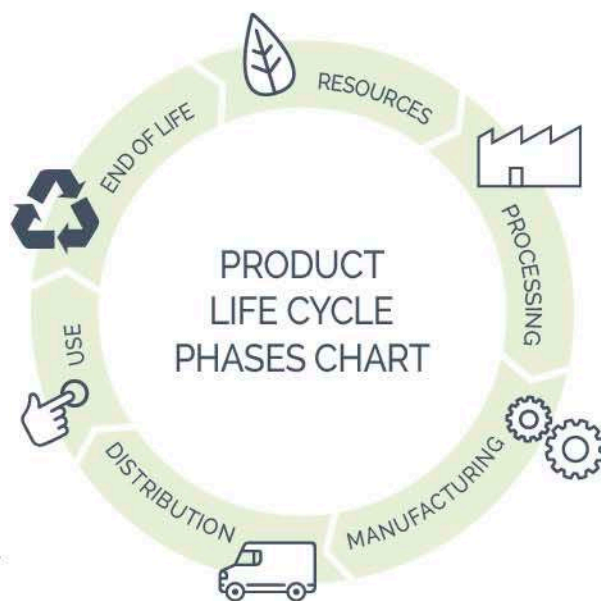 PRODUCT
LIFE CYCLE
PHASES CHART
RESOURCES
PROCESSING
MANUFACTURING
DISTRIBUTION
USE
END OF LIFE